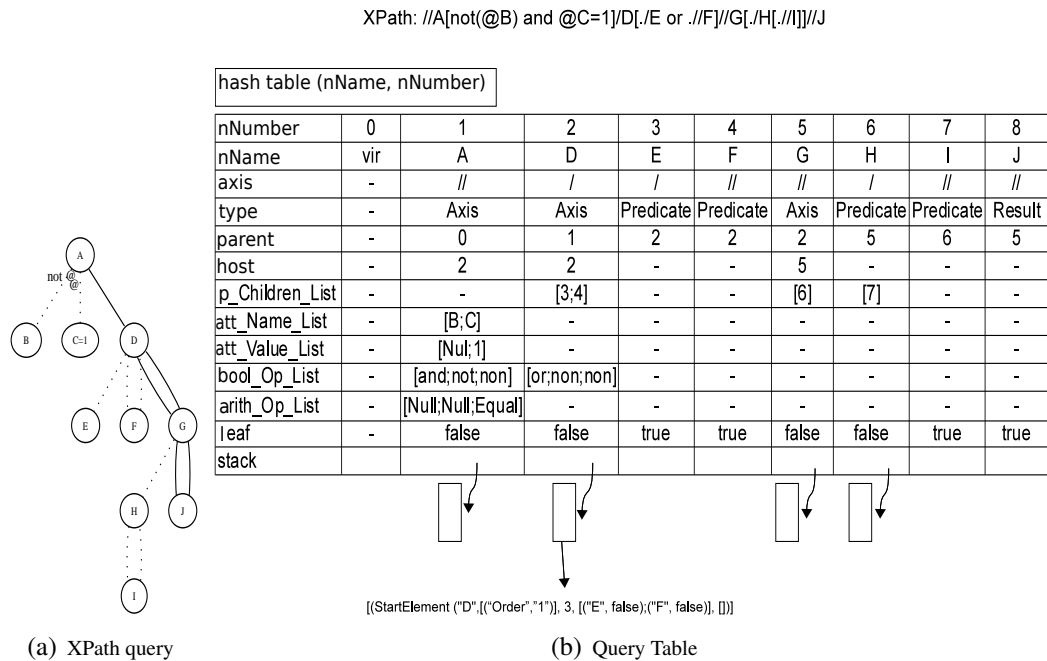 XPath: //A[not(@B) and @C=1]/D[./E or .//F]//G[./H[.//I]]//J
hash table (nName, nNumber)
nNumber 0 1 2 3 4 5 6 7 8
nName vir A D E F G H I J
axis - // / / // // / // //
type - Axis Axis Predicate Predicate Axis Predicate Predicate Result
parent - 0 1 2 2 2 5 6 5
host - 2 2 - - 5 - - -
p_Children_List - - [3;4] - - [6] [7] - -
att_Name_List - [B;C] - - - - - - -
att_Value_List - [Nul;1] - - - - - - -
bool_Op_List - [and;not;non] [or;non;non] - - - - - -
arith_Op_List - [Null;Null;Equal] - - - - - - -
leaf - false false true true false false true true
stack
[(StartElement ("D",[("Order","1")], 3, [("E", false);("F", false)], [])]
A
not @
@
B C=1 D
E F G
H J
I
(a) XPath query
(b) Query Table